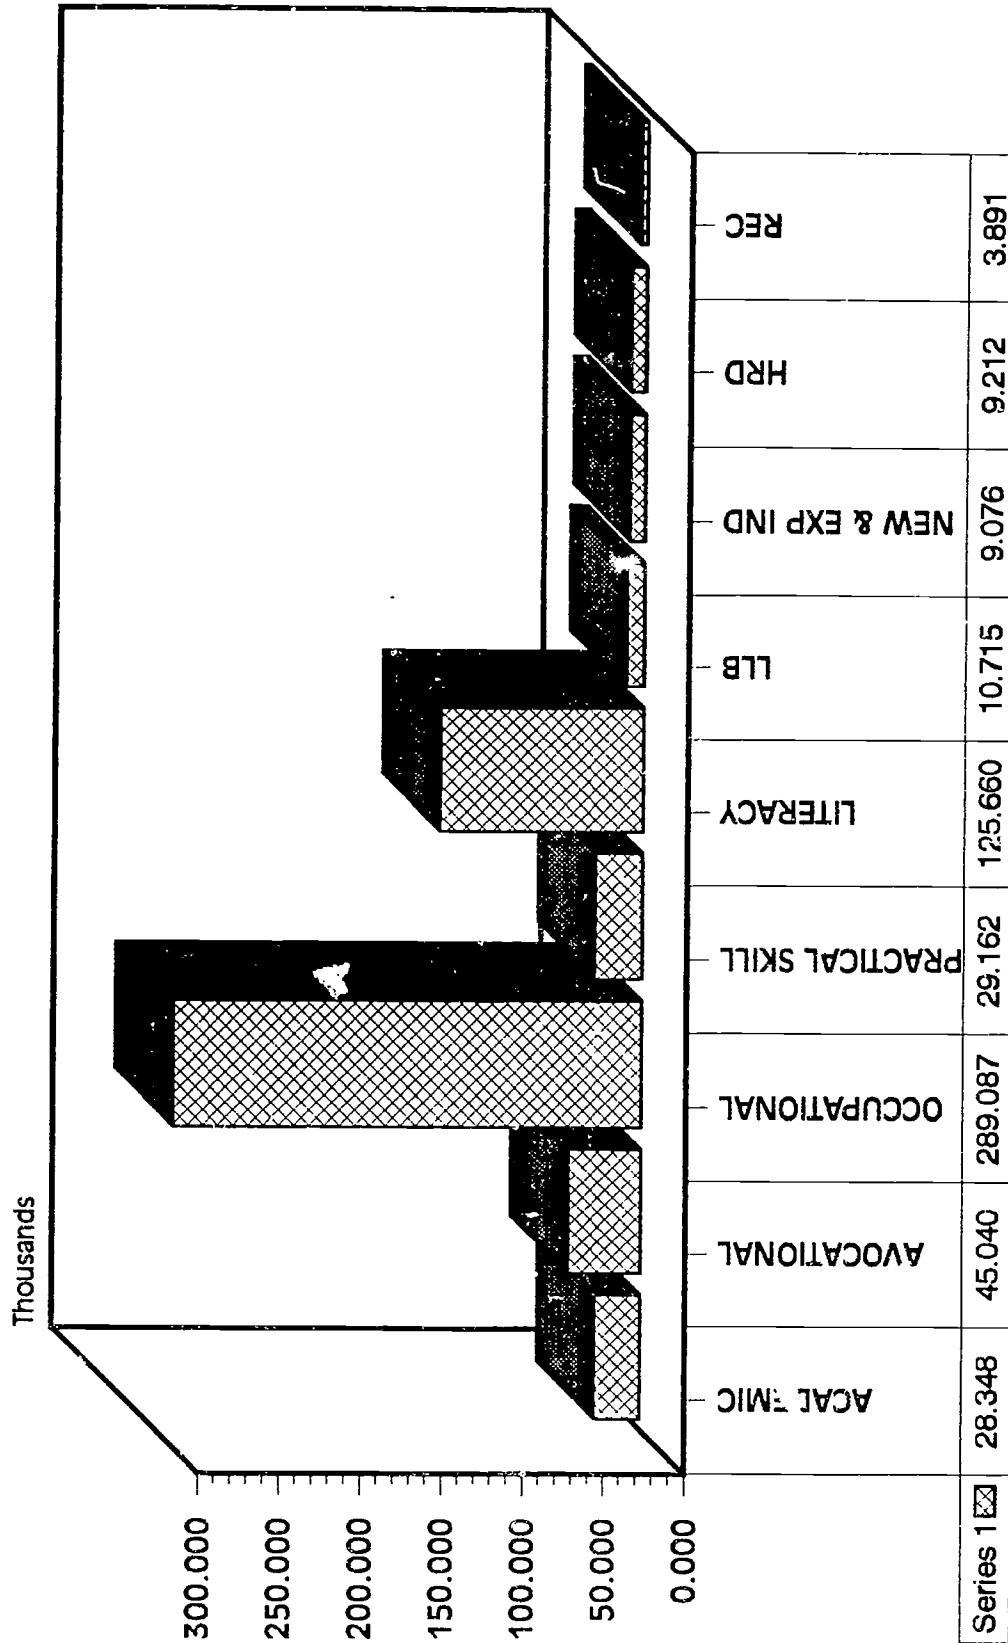 Thousands
300.000
250.000
200.000
150.000
100.000
50.000
0.000
AVOCATIONAL
OCCUPATIONAL
PRACTICAL SKILL
LITERACY
LLB
NEW & EXP IND
HRD
REC
Series 1 28.348 45.040 289.087 29.162 125.660 10.715 9.076 9.212 3.891